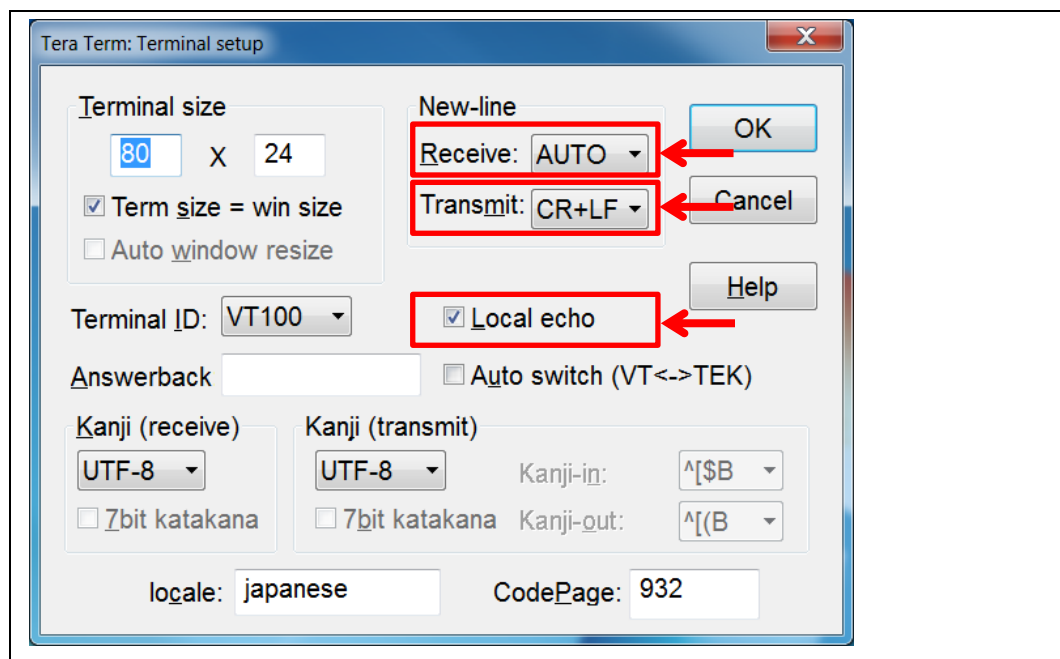 Tera Term: Terminal setup
Terminal size
80 X 24
Term size = win size
Auto window resize
New-line
Receive: AUTO
Transmit: CR+LF
OK
Cancel
Help
Terminal ID: VT100
Local echo
Answerback
Auto switch (VT<->TEK)
Kanji (receive)
UTF-8
7bit katakana
Kanji (transmit)
UTF-8
7bit katakana
Kanji-in: ^[$B
Kanji-out: ^[(B
locale: japanese
CodePage: 932